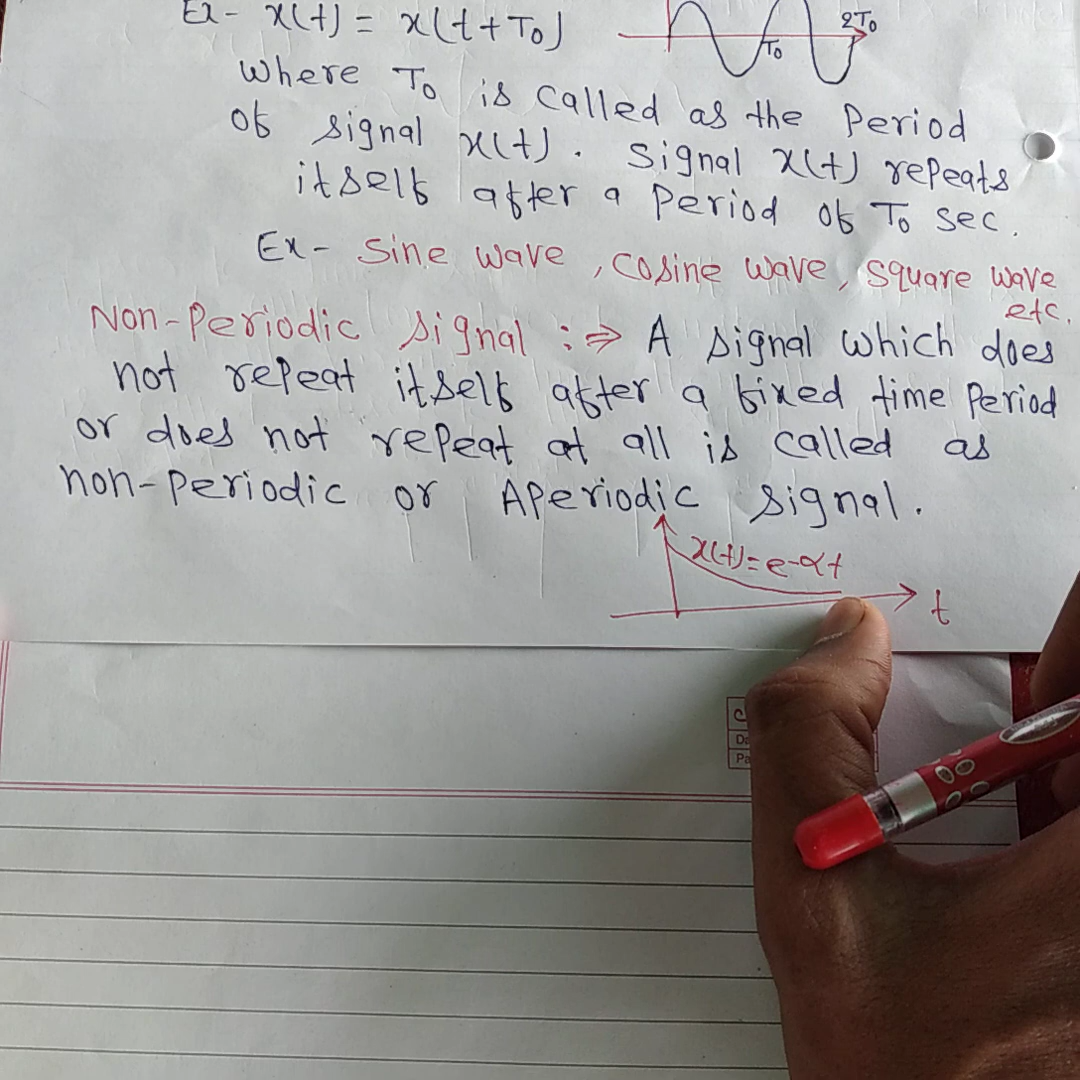 Ex- x(t) = x(t+T₀)
T₀
2T₀
where T₀ is called as the period
of signal x(t). signal x(t) repeats
itself after a period of T₀ sec.
Ex- Sine wave, cosine wave, square wave
etc.
Non-Periodic signal :⇒ A signal which does
not repeat itself after a fixed time period
or does not repeat at all is called as
non-periodic or Aperiodic signal.
x(t)=e-αt
t
C
Da
Pa